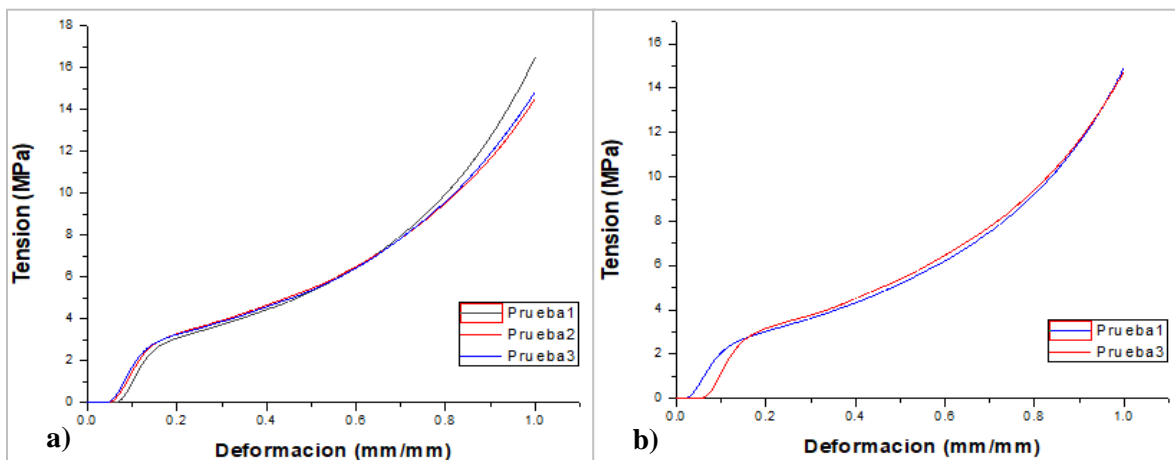 18
16
14
12
10
8
6
4
2
0
Tension (MPa)
Prueba1
Prueba2
Prueba3
0.0 0.2 0.4 0.6 0.8 1.0
a)
Deformacion (mm/mm)
16
14
12
10
8
6
4
2
0
Tension (MPa)
Prueba1
Prueba3
0.0 0.2 0.4 0.6 0.8 1.0
b)
Deformacion (mm/mm)